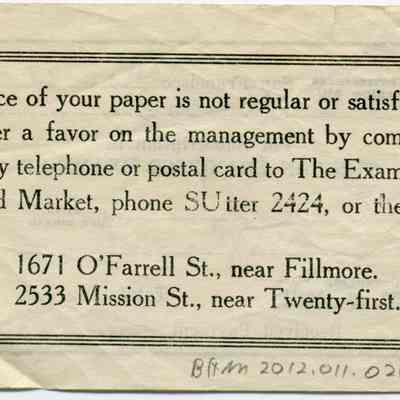 ce of your paper is not regular or satisf
er a favor on the management by com
y telephone or postal card to The Exam
d Market, phone SUtter 2424, or the
1671 O'Farrell St., near Fillmore.
2533 Mission St., near Twenty-first.
BAM 2012.011.02